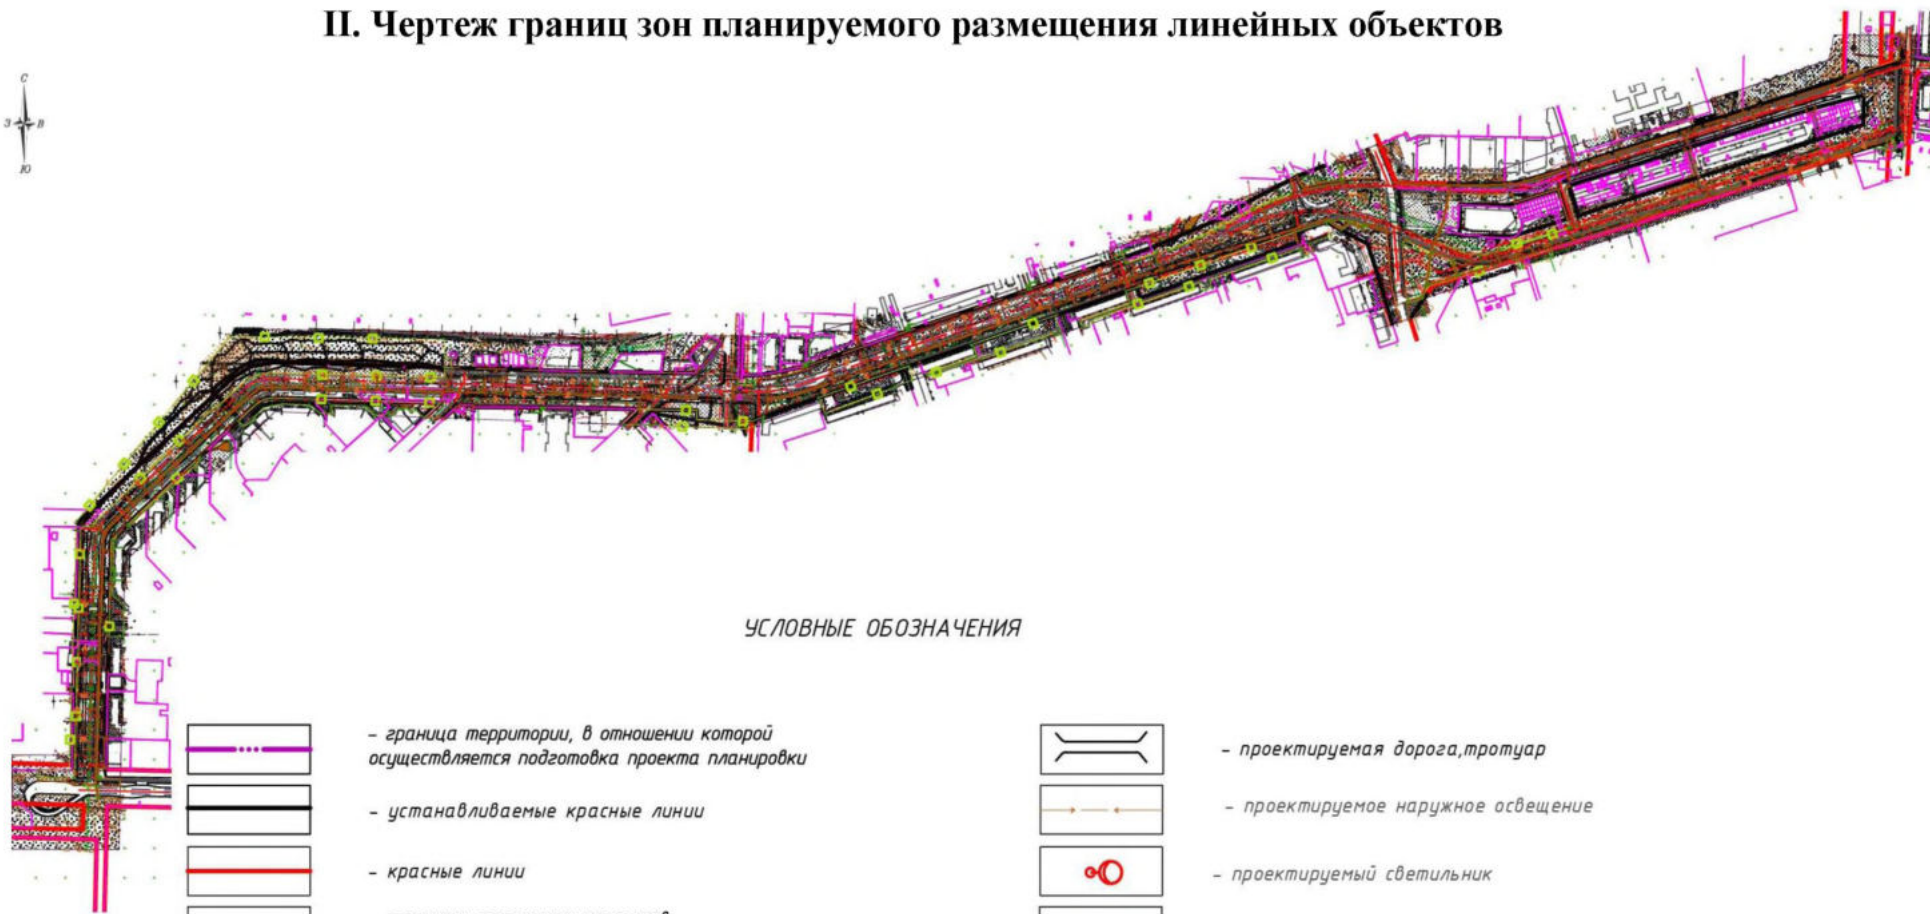 II. Чертеж границ зон планируемого размещения линейных объектов
С
З В
Ю
УСЛОВНЫЕ ОБОЗНАЧЕНИЯ
- граница территории, в отношении которой
осуществляется подготовка проекта планировки
- устанавливаемые красные линии
- красные линии
- проектируемая дорога,тротуар
- проектируемое наружное освещение
- проектируемый светильник